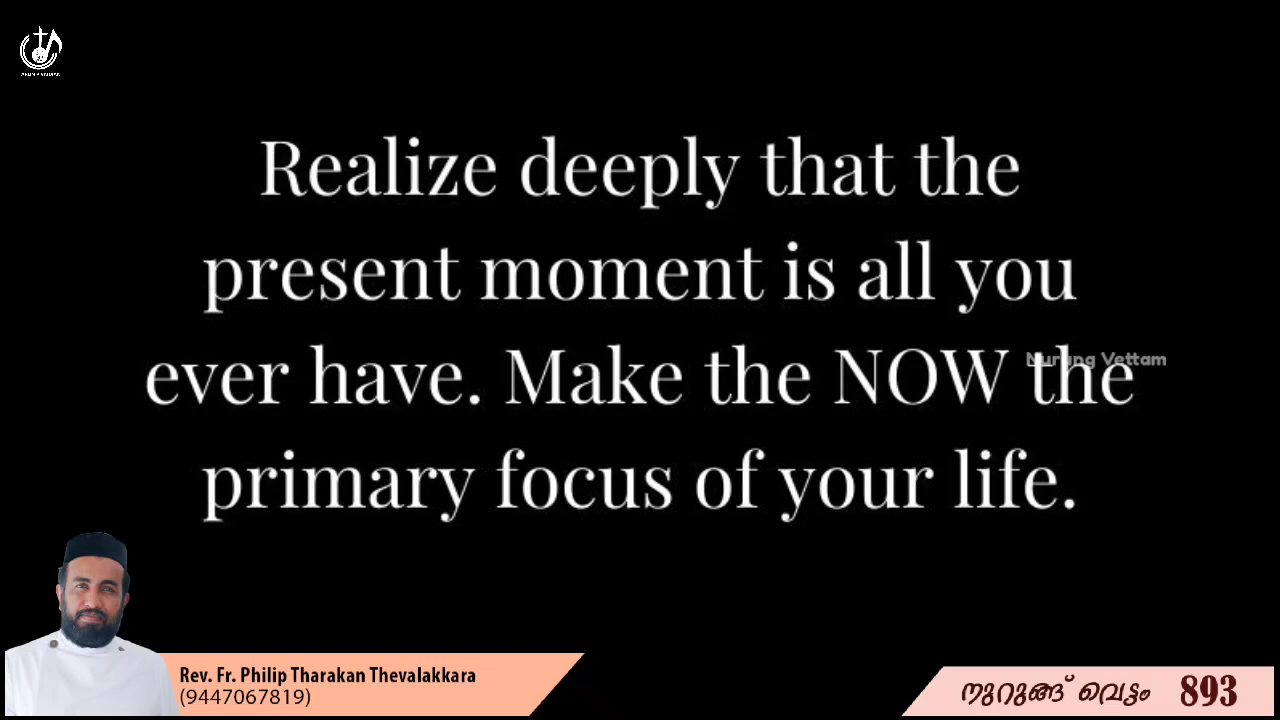 Realize deeply that the
present moment is all you
ever have. Make the NOW the
primary focus of your life.
Nurung Vettam
Rev. Fr. Philip Tharakan Thevalakkara
(9447067819)
നുറുങ്ങ് വെട്ടം 893